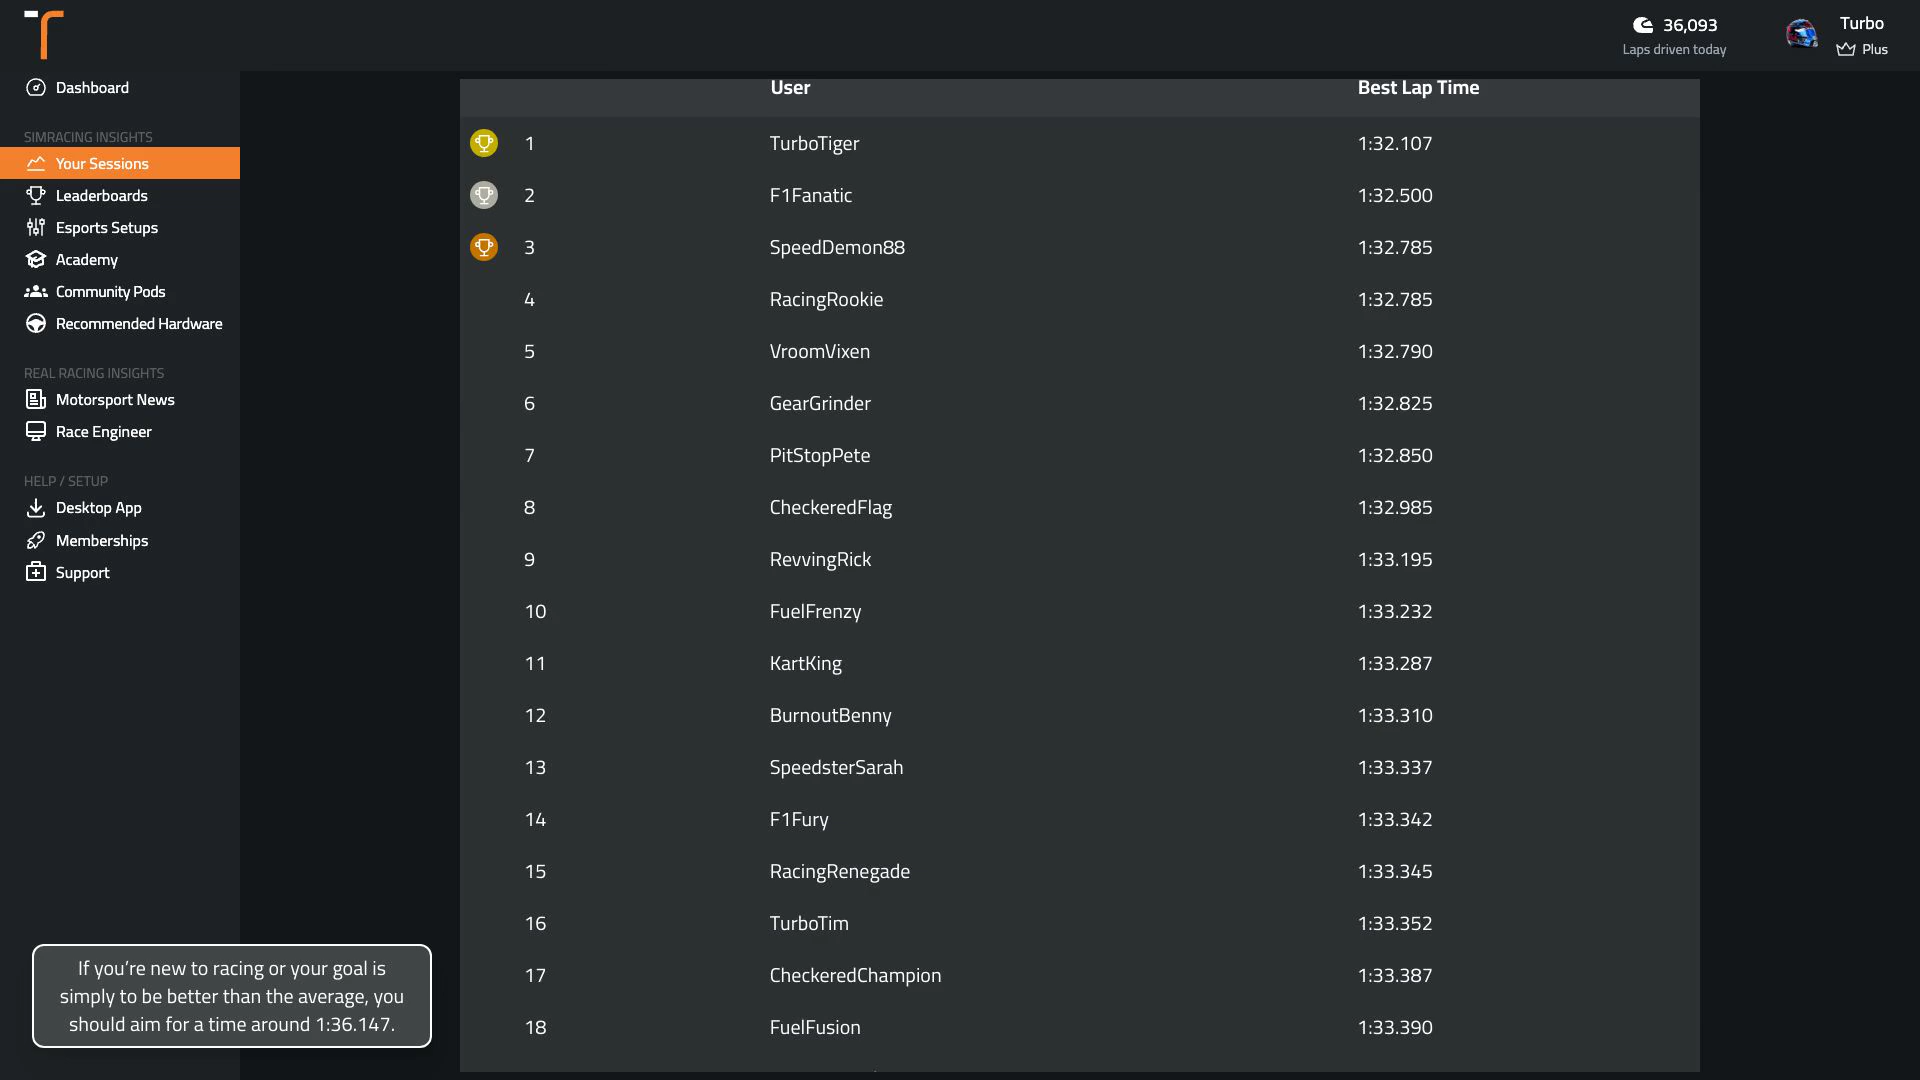 36,093
Laps driven today
Turbo
Plus
Dashboard
SIMRACING INSIGHTS
Your Sessions
Leaderboards
Esports Setups
Academy
Community Pods
Recommended Hardware
REAL RACING INSIGHTS
Motorsport News
Race Engineer
HELP / SETUP
Desktop App
Memberships
Support
User Best Lap Time
1 TurboTiger 1:32.107
2 F1Fanatic 1:32.500
3 SpeedDemon88 1:32.785
4 RacingRookie 1:32.785
5 VroomVixen 1:32.790
6 GearGrinder 1:32.825
7 PitStopPete 1:32.850
8 CheckeredFlag 1:32.985
9 RevvingRick 1:33.195
10 FuelFrenzy 1:33.232
11 KartKing 1:33.287
12 BurnoutBenny 1:33.310
13 SpeedsterSarah 1:33.337
14 F1Fury 1:33.342
15 RacingRenegade 1:33.345
16 TurboTim 1:33.352
17 CheckeredChampion 1:33.387
18 FuelFusion 1:33.390
If you’re new to racing or your goal is
simply to be better than the average, you
should aim for a time around 1:36.147.